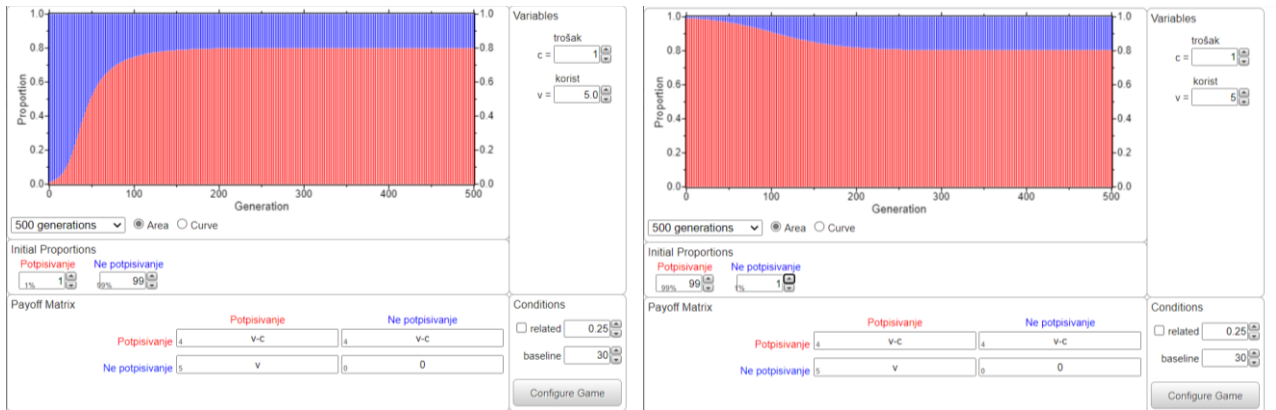 Variables
trošak
c = 1
korist
v = 5.0
Proportion
1.0
0.8
0.6
0.4
0.2
0.0
1.0
0.8
0.6
0.4
0.2
0.0
0 100 200 300 400 500
Generation
500 generations Area Curve
Initial Proportions
Potpisivanje Ne potpisivanje
1% 1 99% 99
Payoff Matrix
Potpisivanje Ne potpisivanje
Potpisivanje 4 v-c 4 v-c
Ne potpisivanje 5 v 0 0
Conditions
related 0.25
baseline 30
Configure Game
Variables
trošak
c = 1
korist
v = 5
Proportion
1.0
0.8
0.6
0.4
0.2
0.0
1.0
0.8
0.6
0.4
0.2
0.0
0 100 200 300 400 500
Generation
500 generations Area Curve
Initial Proportions
Potpisivanje Ne potpisivanje
99% 99 1% 1
Payoff Matrix
Potpisivanje Ne potpisivanje
Potpisivanje 4 v-c 4 v-c
Ne potpisivanje 5 v 0 0
Conditions
related 0.25
baseline 30
Configure Game